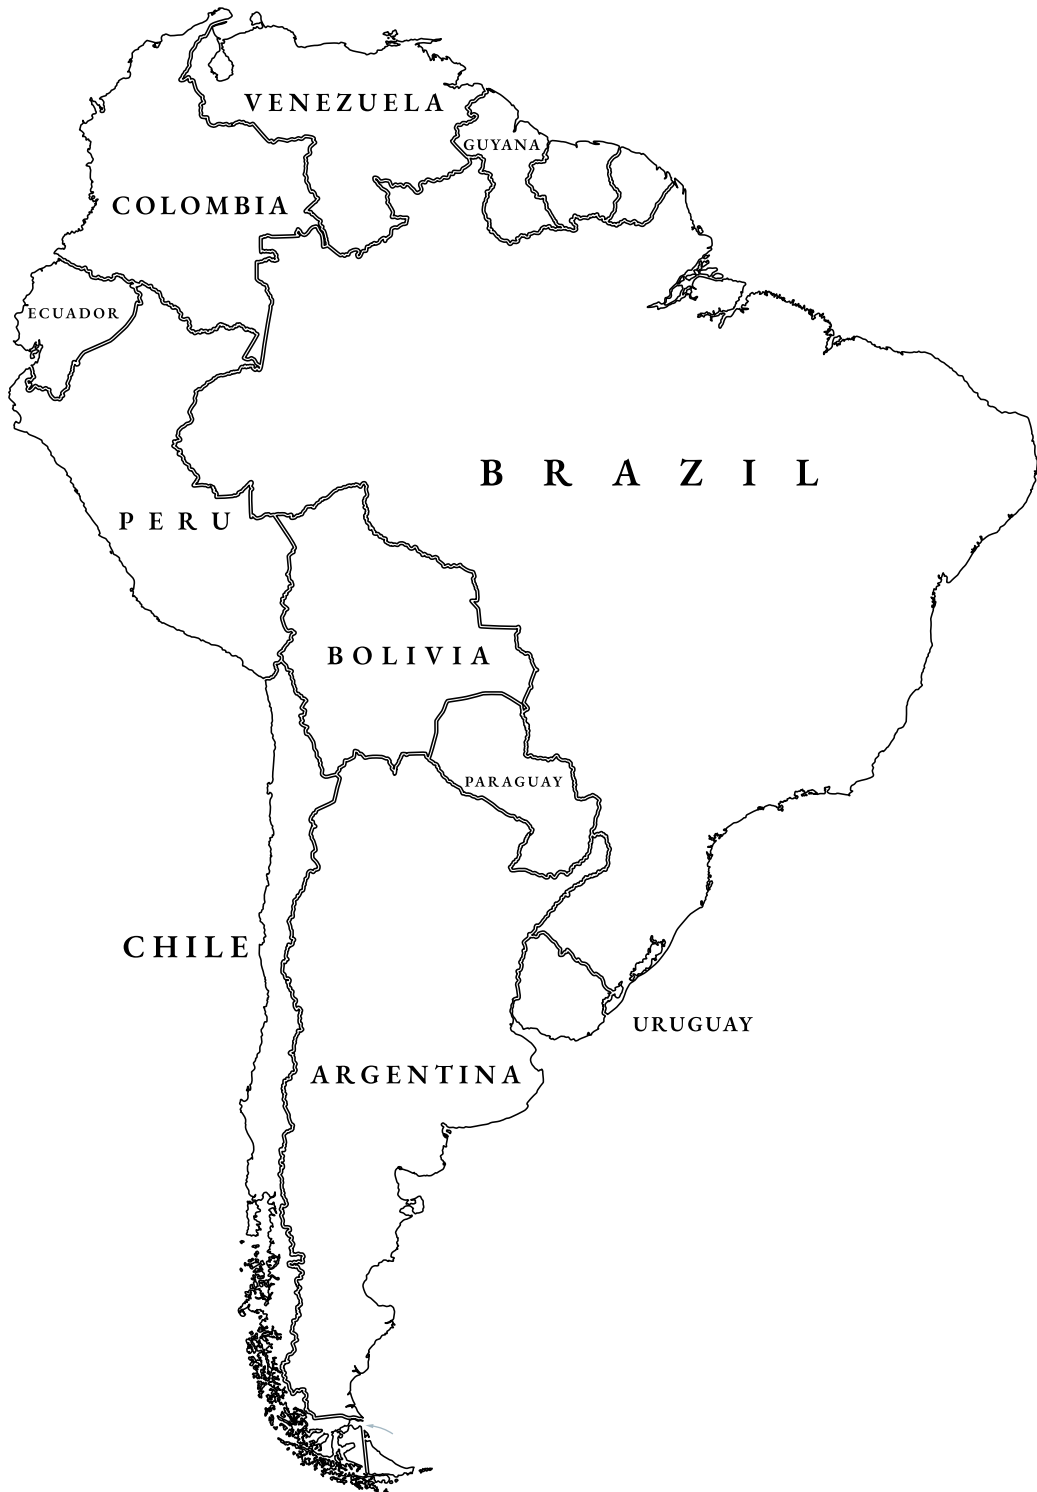 VENEZUELA
GUYANA
COLOMBIA
ECUADOR
BRAZIL
PERU
BOLIVIA
PARAGUAY
CHILE
URUGUAY
ARGENTINA